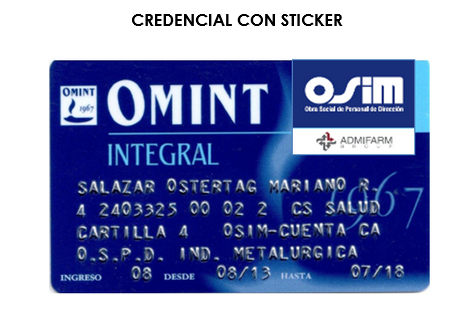 CREDENCIAL CON STICKER
OMINT
1967
OMINT
INTEGRAL
OSIM
Obra Social de Personal de Dirección
ADMIFARM
GROUP
1967
SALAZAR OSTERTAG MARIANO R.
4 2403325 00 02 2 CS SALUD
CARTILLA 4 OSIM-CUENTA CA
O.S.P.D. IND. METALURGICA
INGRESO 08 DESDE 08/13 HASTA 07/18